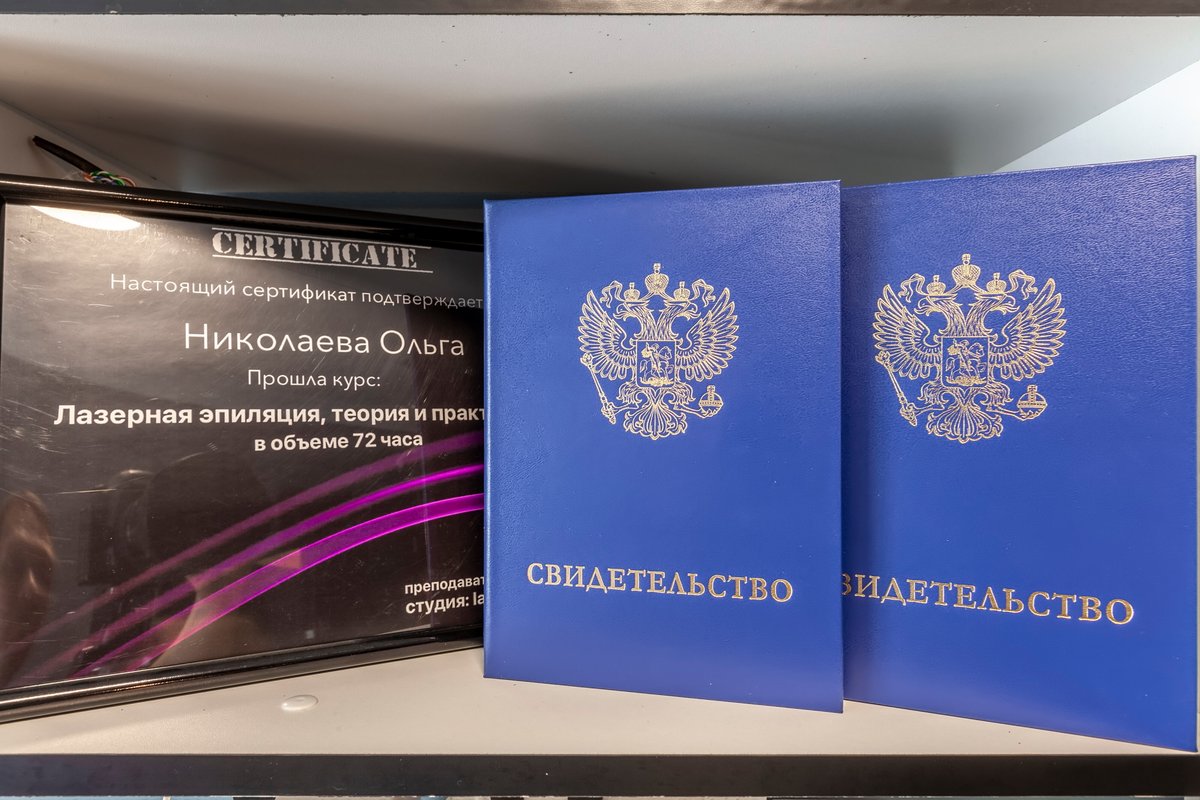 CERTIFICATE
Настоящий сертификат подтверждает
Николаева Ольга
Прошла курс:
Лазерная эпиляция, теория и практ
в объеме 72 часа
преподават
студия: la
СВИДЕТЕЛЬСТВО
ВИДЕТЕЛЬСТВО